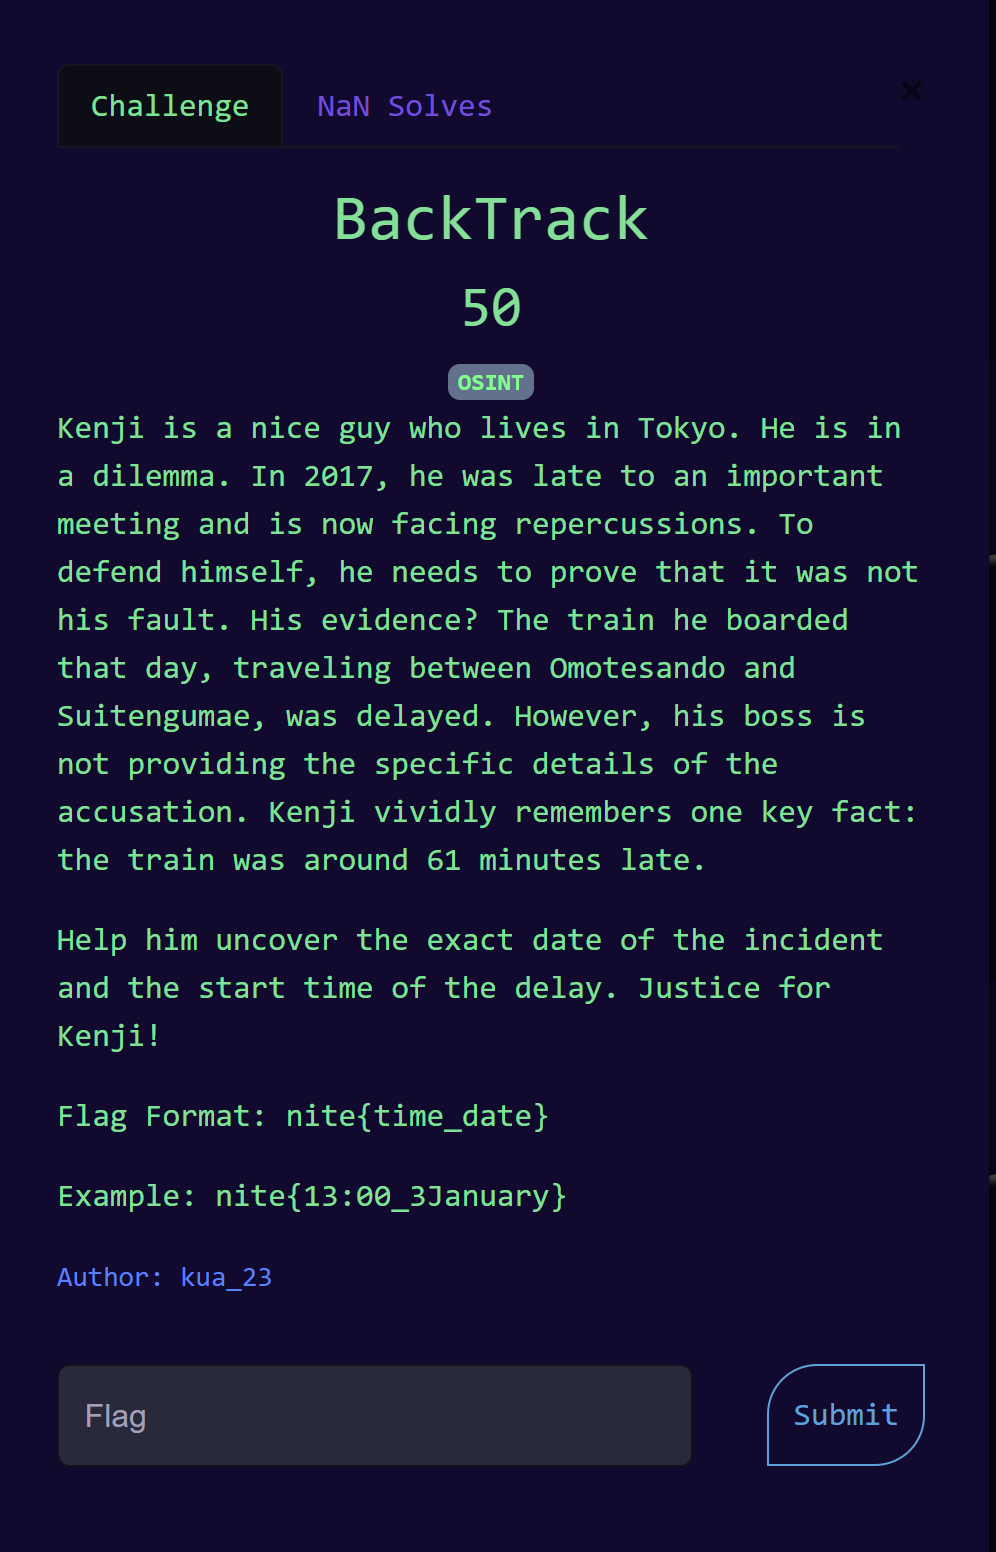 Challenge
NaN Solves
×
BackTrack
50
OSINT
Kenji is a nice guy who lives in Tokyo. He is in
a dilemma. In 2017, he was late to an important
meeting and is now facing repercussions. To
defend himself, he needs to prove that it was not
his fault. His evidence? The train he boarded
that day, traveling between Omotesando and
Suitengumae, was delayed. However, his boss is
not providing the specific details of the
accusation. Kenji vividly remembers one key fact:
the train was around 61 minutes late.
Help him uncover the exact date of the incident
and the start time of the delay. Justice for
Kenji!
Flag Format: nite{time_date}
Example: nite{13:00_3January}
Author: kua_23
Flag
Submit